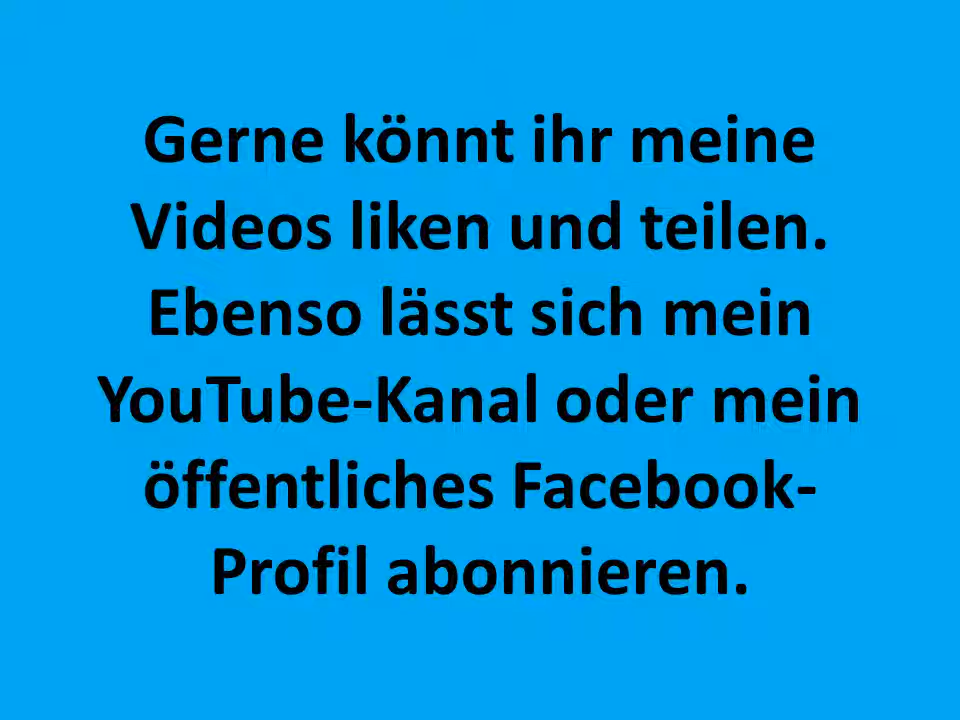 Gerne könnt ihr meine
Videos liken und teilen.
Ebenso lässt sich mein
YouTube-Kanal oder mein
öffentliches Facebook-
Profil abonnieren.